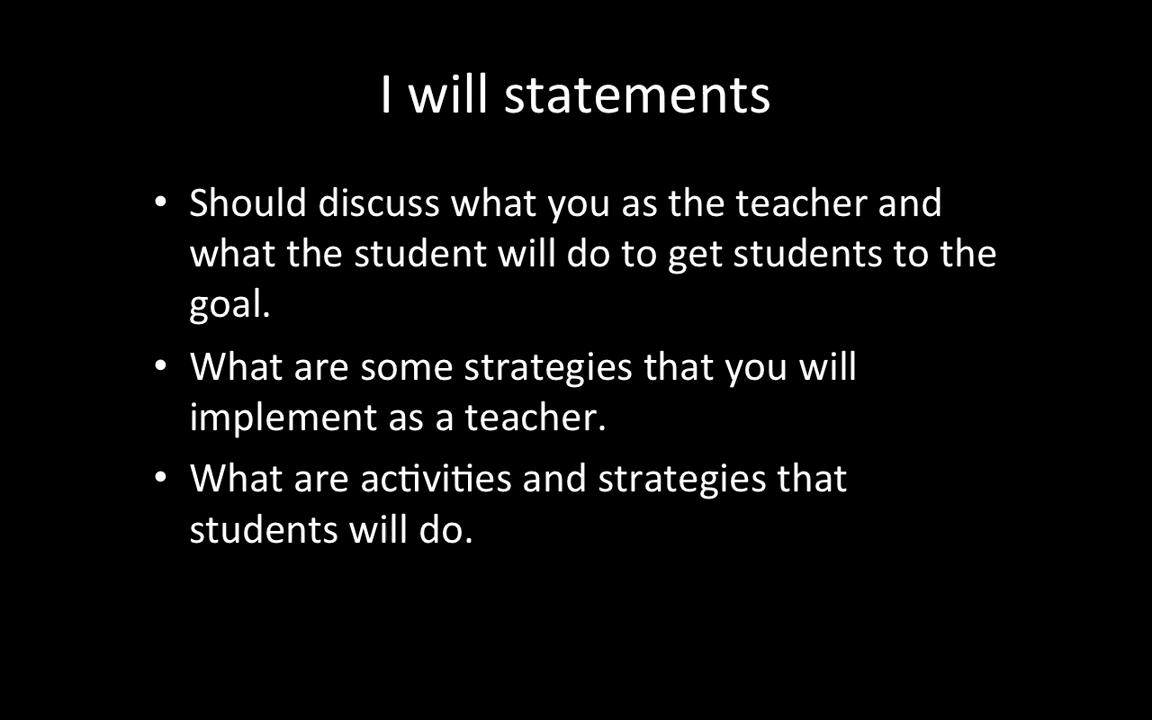 I will statements
• Should discuss what you as the teacher and
what the student will do to get students to the
goal.
• What are some strategies that you will
implement as a teacher.
• What are activities and strategies that
students will do.